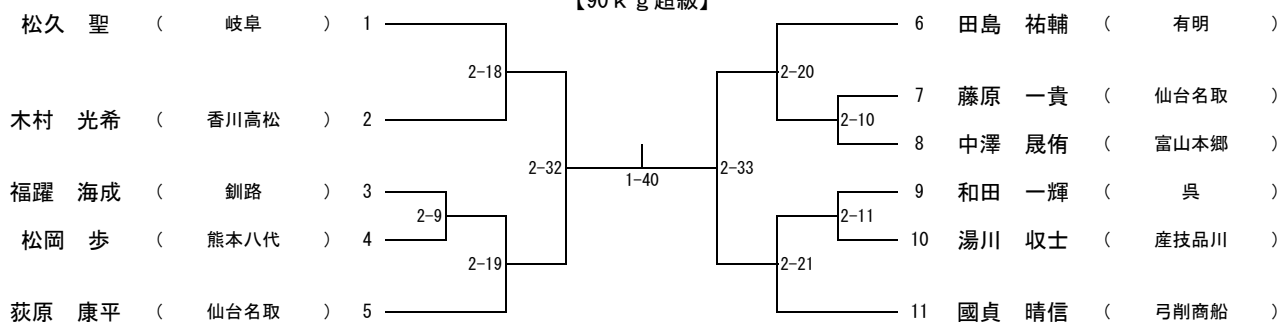 【90ｋｇ超級】
松久　聖 （ 岐阜 ） 1
木村　光希 （ 香川高松 ） 2
福躍　海成 （ 釧路 ） 3
松岡　歩 （ 熊本八代 ） 4
荻原　康平 （ 仙台名取 ） 5
2-18
2-9
2-19
2-32
1-40
2-33
2-20
2-10
2-11
2-21
6 田島　祐輔 （ 有明 ）
7 藤原　一貴 （ 仙台名取 ）
8 中澤　晟侑 （ 富山本郷 ）
9 和田　一輝 （ 呉 ）
10 湯川　収士 （ 産技品川 ）
11 國貞　晴信 （ 弓削商船 ）